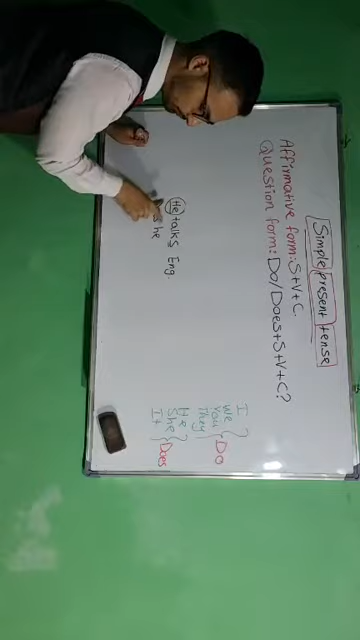 Simple present tense
Affirmative form: S+V+C.
Question form: Do/Does+S+V+C?
I
We
You
They
Do
He
She
It
Does
He talks Eng.
he